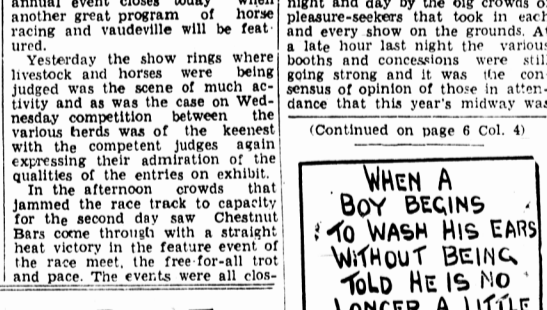 annual event closes today when
another great program of horse
racing and vaudeville will be feat-
ured.
Yesterday the show rings where
livestock and horses were being
judged was the scene of much ac-
tivity and as was the case on Wed-
nesday competition between the
various herds was of the keenest
with the competent judges again
expressing their admiration of the
qualities of the entries on exhibit.
In the afternoon crowds that
jammed the race track to capacity
for the second day saw Chestnut
Bars come through with a straight
heat victory in the feature event of
the race meet, the free-for-all trot
and pace. The events were all clos-
night and day by the big crowds of
pleasure-seekers that took in each
and every show on the grounds. At
a late hour last night the various
booths and concessions were still
going strong and it was the con-
sensus of opinion of those in atten-
dance that this year's midway was
(Continued on page 6 Col. 4)
WHEN A
BOY BEGINS
TO WASH HIS EARS
WITHOUT BEING
TOLD HE IS NO
LONGER A LITTLE